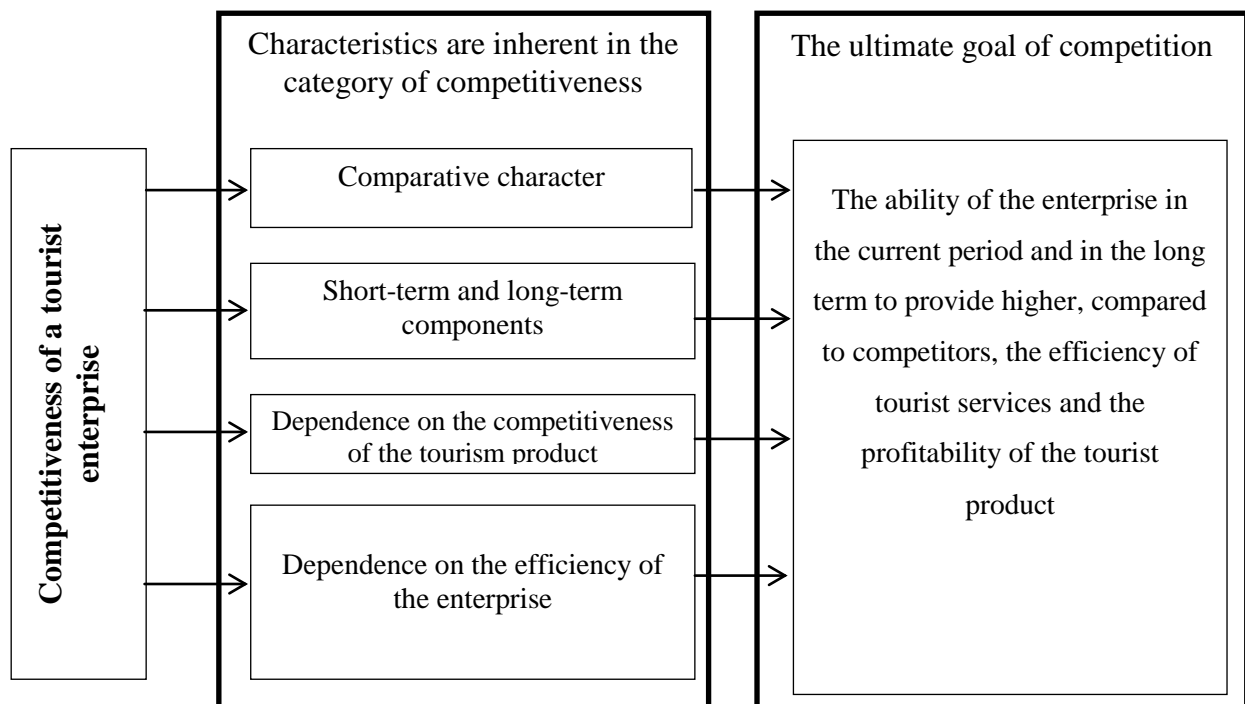 Competitiveness of a tourist
enterprise
Characteristics are inherent in the
category of competitiveness
Comparative character
Short-term and long-term
components
Dependence on the competitiveness
of the tourism product
Dependence on the efficiency of
the enterprise
The ultimate goal of competition
The ability of the enterprise in
the current period and in the long
term to provide higher, compared
to competitors, the efficiency of
tourist services and the
profitability of the tourist
product